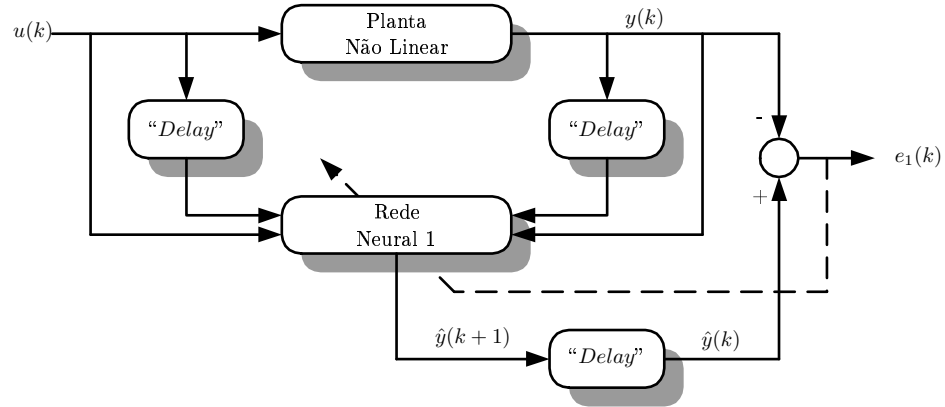 u(k)
Planta
Não Linear
y(k)
“Delay”
“Delay”
-
e₁(k)
+
Rede
Neural 1
ŷ(k + 1)
“Delay”
ŷ(k)